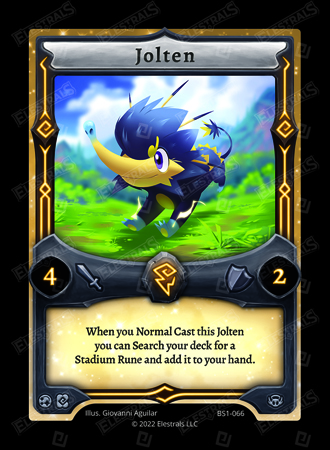 Jolten
4
2
When you Normal Cast this Jolten
you can Search your deck for a
Stadium Rune and add it to your hand.
Illus. Giovanni Aguilar
BS1-066
© 2022 Elestrals LLC